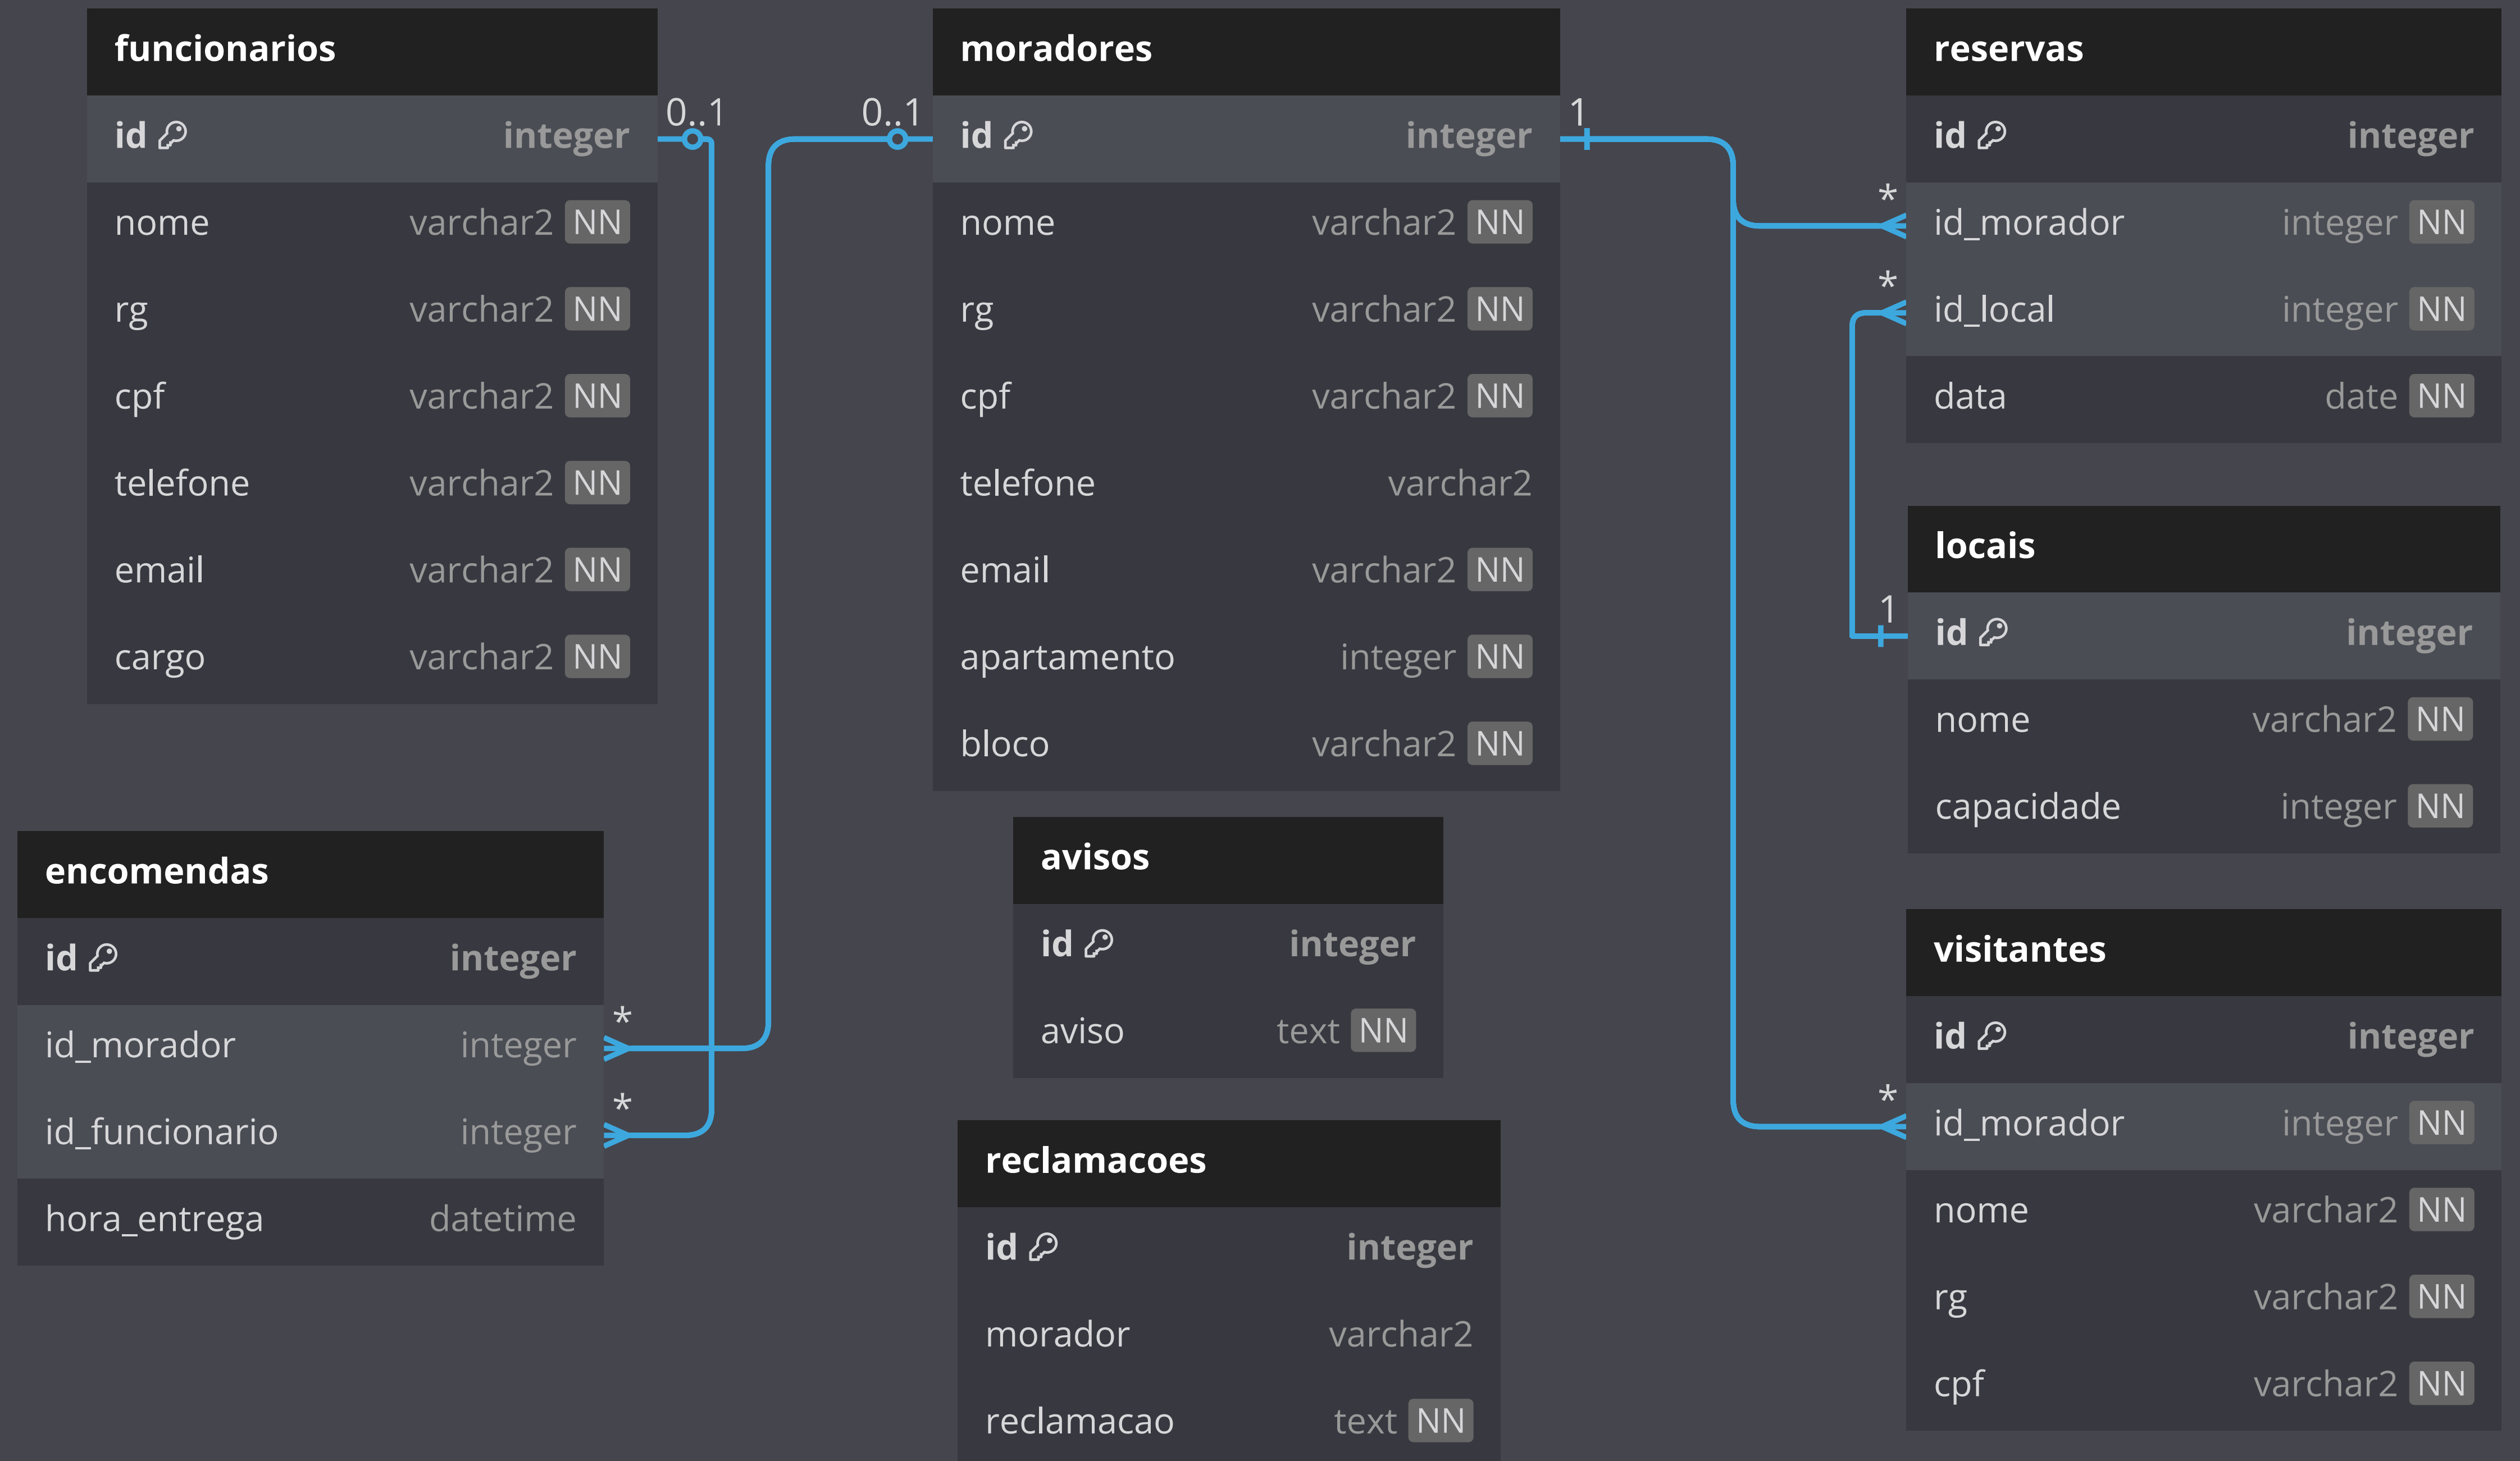 funcionarios
id integer
nome varchar2 NN
rg varchar2 NN
cpf varchar2 NN
telefone varchar2 NN
email varchar2 NN
cargo varchar2 NN
0..1
0..1
moradores
id integer
nome varchar2 NN
rg varchar2 NN
cpf varchar2 NN
telefone varchar2
email varchar2 NN
apartamento integer NN
bloco varchar2 NN
1
reservas
id integer
*
id_morador integer NN
*
id_local integer NN
data date NN
locais
1
id integer
nome varchar2 NN
capacidade integer NN
encomendas
id integer
id_morador integer
*
id_funcionario integer
*
hora_entrega datetime
avisos
id integer
aviso text NN
reclamacoes
id integer
morador varchar2
reclamacao text NN
visitantes
id integer
*
id_morador integer NN
nome varchar2 NN
rg varchar2 NN
cpf varchar2 NN